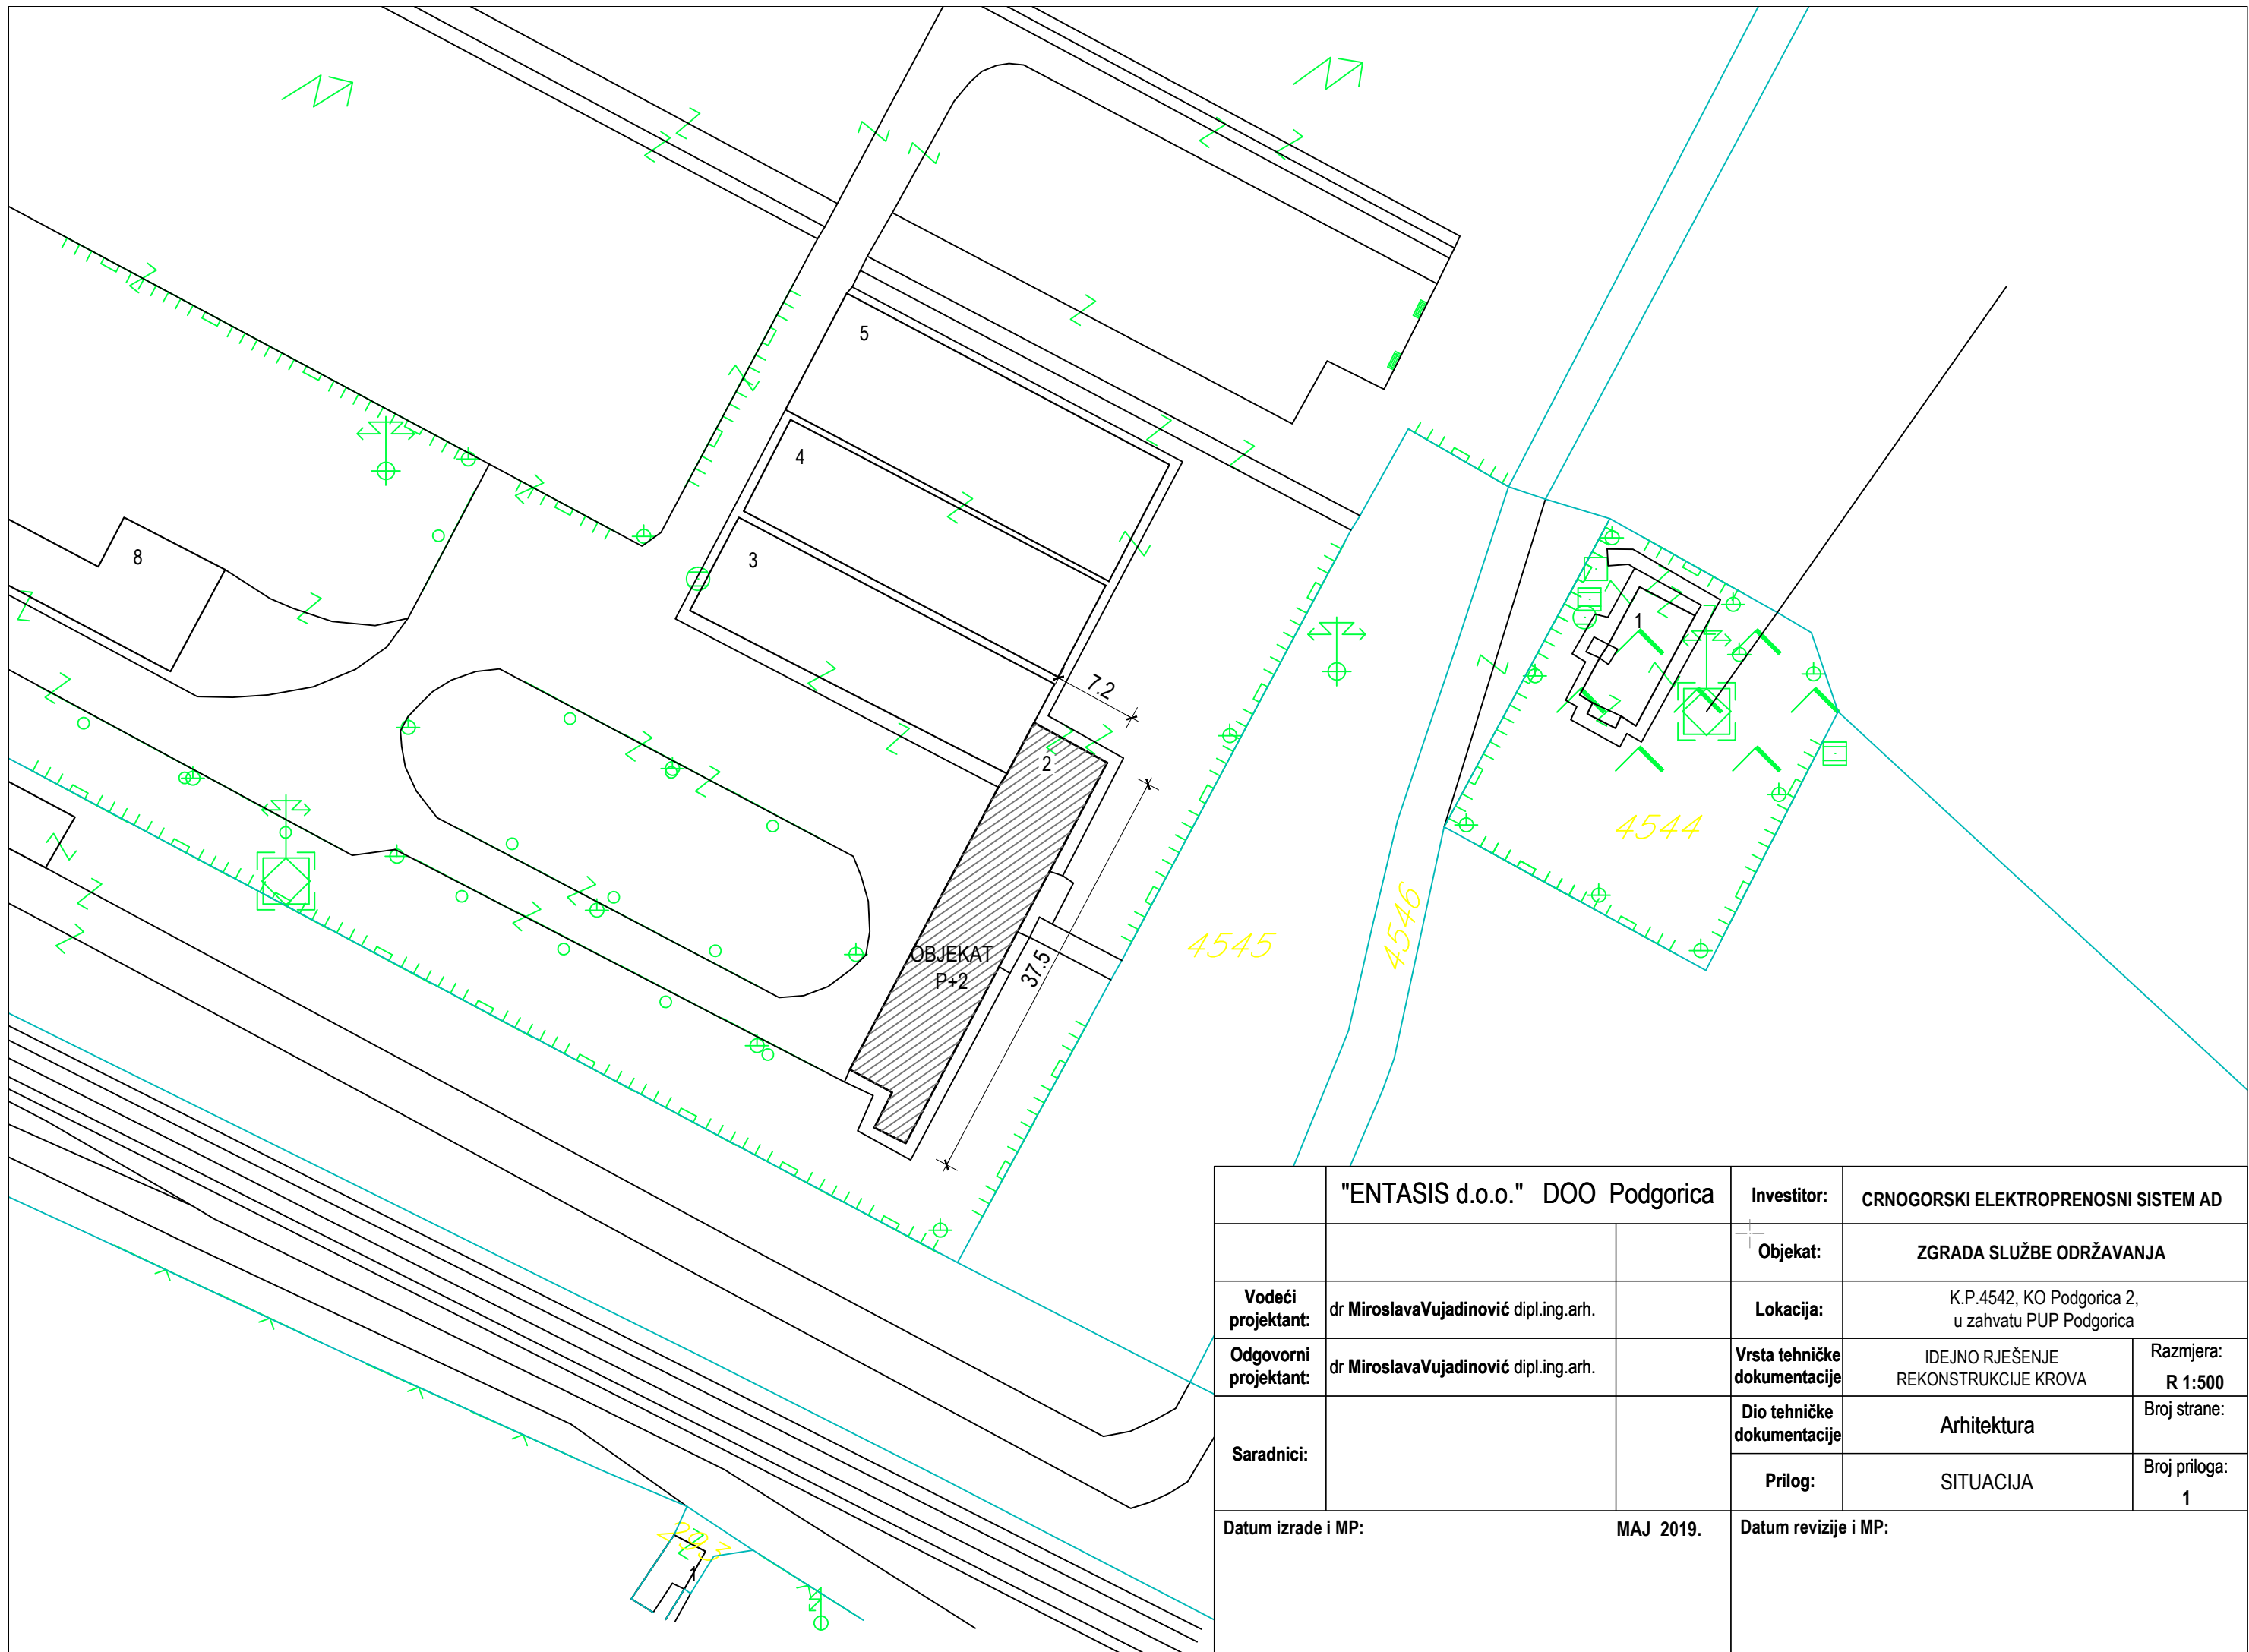 5
4
3
8
1
7.2
2
4544
4545
4546
OBJEKAT
P+2
37.5
1
"ENTASIS d.o.o." DOO Podgorica
Investitor:
CRNOGORSKI ELEKTROPRENOSNI SISTEM AD
Objekat:
ZGRADA SLUŽBE ODRŽAVANJA
Vodeći
projektant:
dr MiroslavaVujadinović dipl.ing.arh.
Lokacija:
K.P.4542, KO Podgorica 2,
u zahvatu PUP Podgorica
Odgovorni
projektant:
dr MiroslavaVujadinović dipl.ing.arh.
Vrsta tehničke
dokumentacije
IDEJNO RJEŠENJE
REKONSTRUKCIJE KROVA
Razmjera:
R 1:500
Saradnici:
Dio tehničke
dokumentacije
Arhitektura
Broj strane:
Prilog:
SITUACIJA
Broj priloga:
1
Datum izrade i MP:
MAJ 2019.
Datum revizije i MP: